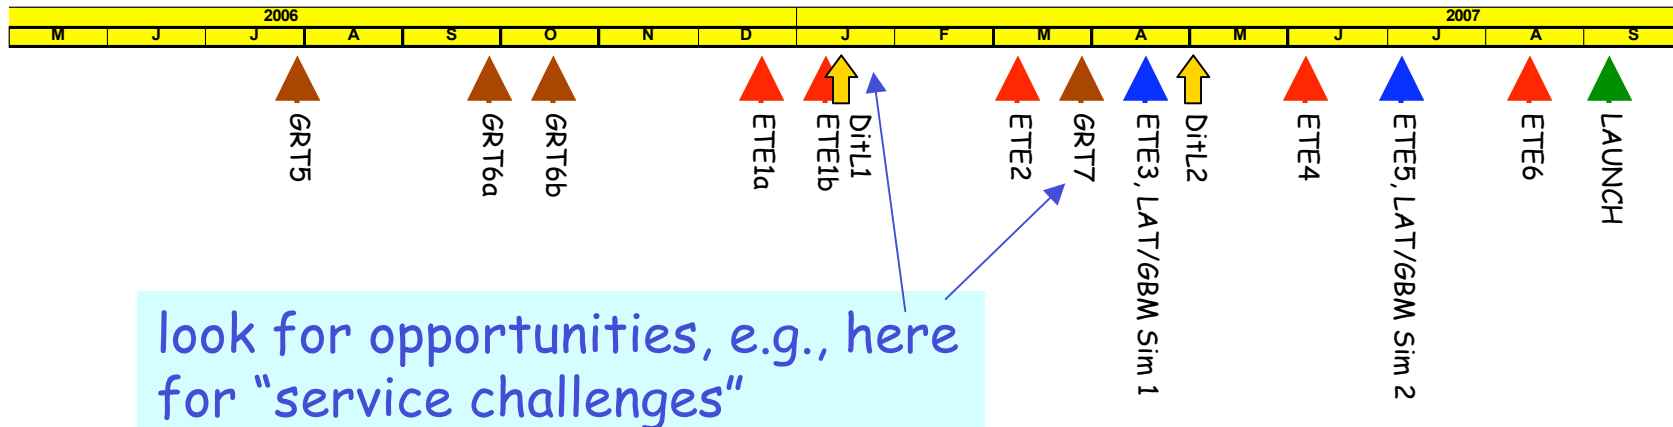 2006 2007
M J J A S O N D J F M A M J J A S
GRT5
GRT6a
GRT6b
ETE1a
ETE1b
DitL1
ETE2
GRT7
ETE3, LAT/GBM Sim 1
DitL2
ETE4
ETE5, LAT/GBM Sim 2
ETE6
LAUNCH
look for opportunities, e.g., here
for “service challenges”